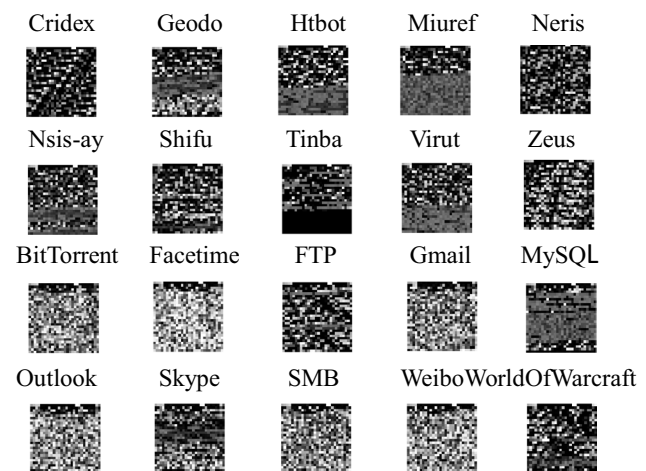 Cridex Geodo Htbot Miuref Neris
Nsis-ay Shifu Tinba Virut Zeus
BitTorrent Facetime FTP Gmail MySQL
Outlook Skype SMB WeiboWorldOfWarcraft